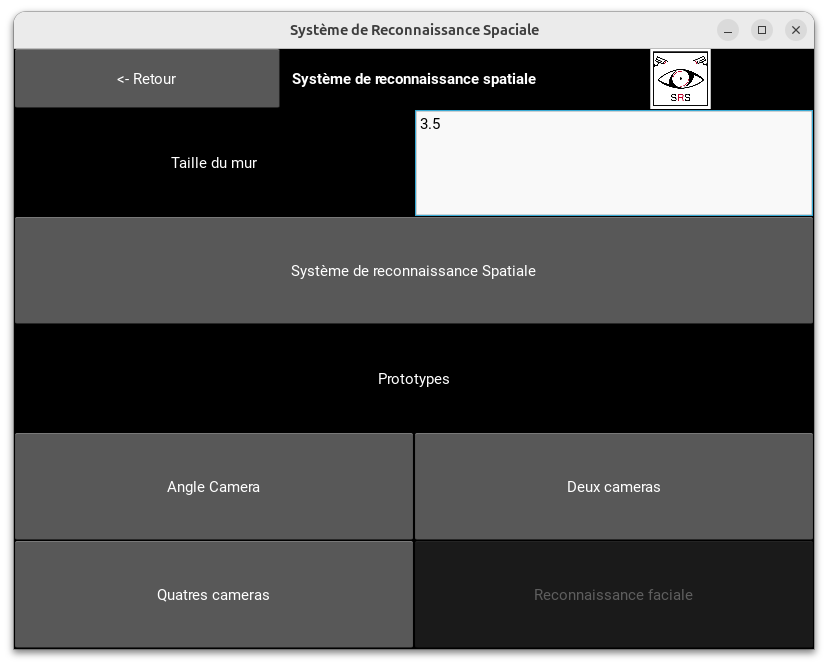 Système de Reconnaissance Spaciale
<- Retour
Système de reconnaissance spatiale
SRS
Taille du mur
3.5
Système de reconnaissance Spatiale
Prototypes
Angle Camera
Deux cameras
Quatres cameras
Reconnaissance faciale